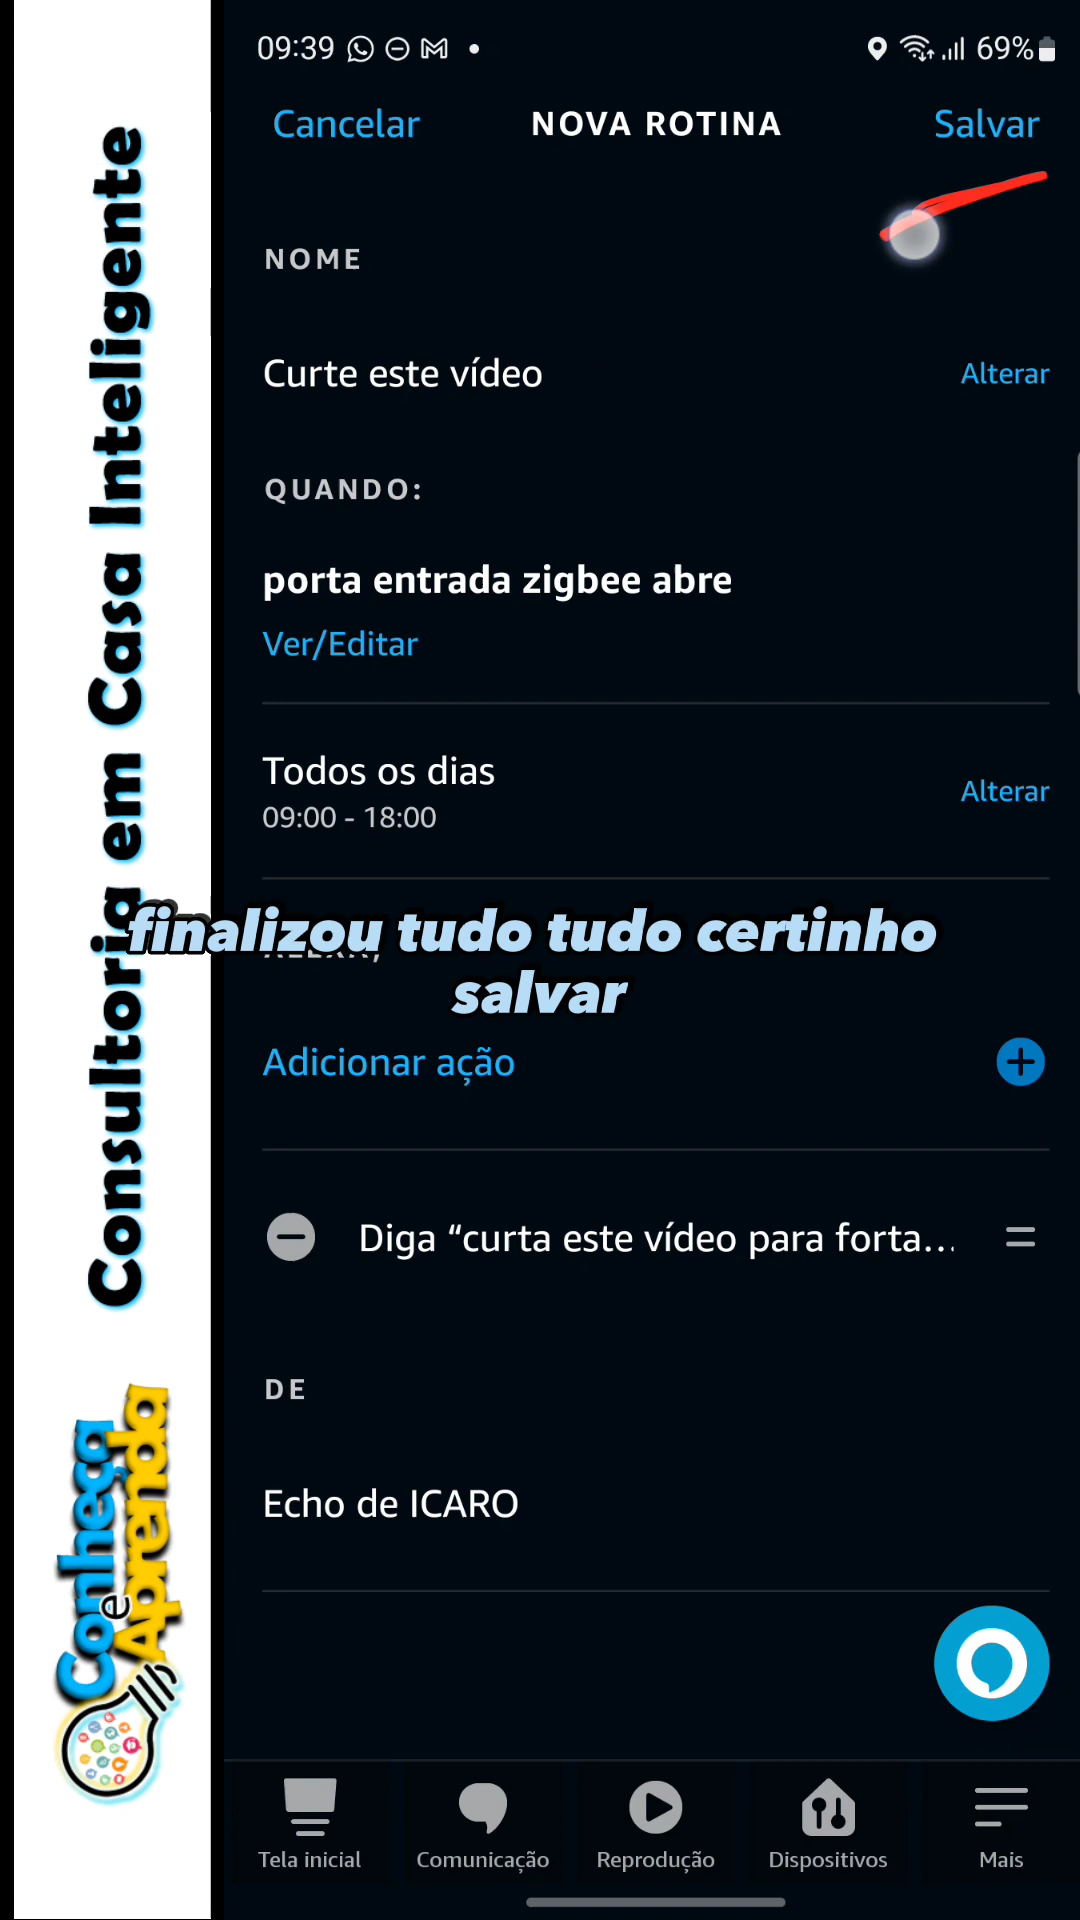 09:39
69%
Cancelar
NOVA ROTINA
Salvar
NOME
Curte este vídeo
Alterar
QUANDO:
porta entrada zigbee abre
Ver/Editar
Todos os dias
09:00 - 18:00
Alterar
finalizou tudo tudo certinho
salvar
Adicionar ação
Diga “curta este vídeo para forta...
DE
Echo de ICARO
Tela inicial
Comunicação
Reprodução
Dispositivos
Mais
Consultoria em Casa Inteligente
Conheça
e
Aprenda